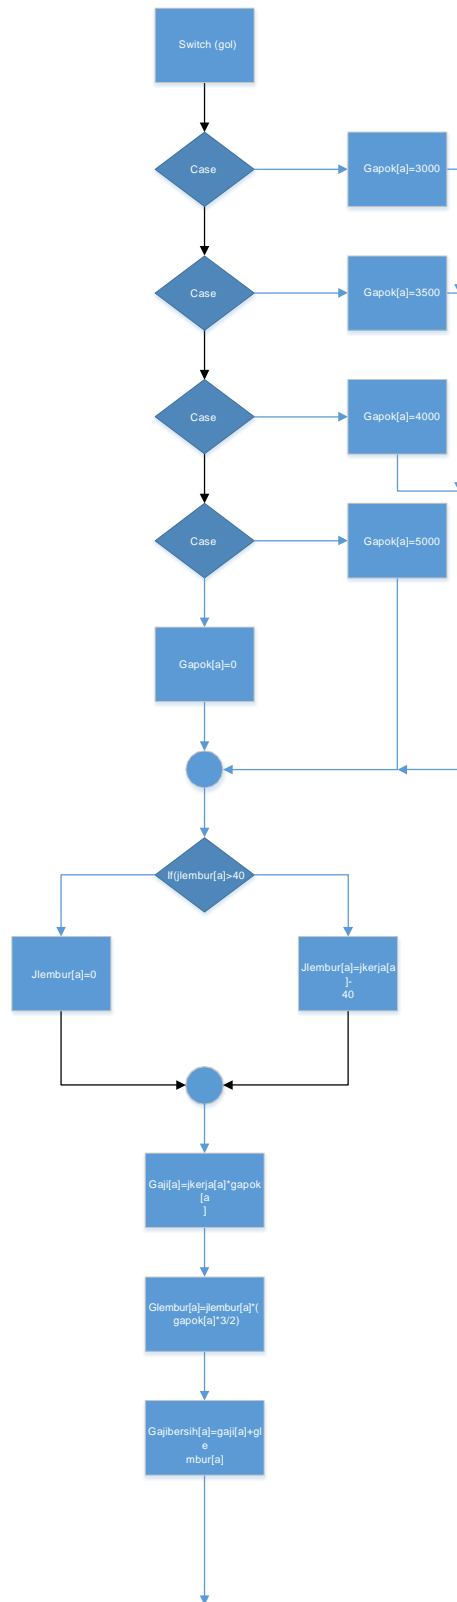 Switch (gol)
Case
Gapok[a]=3000
Case
Gapok[a]=3500
Case
Gapok[a]=4000
Case
Gapok[a]=5000
Gapok[a]=0
If(jlembur[a]>40
Jlembur[a]=0
Jlembur[a]=jkerja[a
]-
40
Gaji[a]=jkerja[a]*gapok
[a
]
Glembur[a]=jlembur[a]*(
gapok[a]*3/2)
Gajibersih[a]=gaji[a]+gl
e
mbur[a]